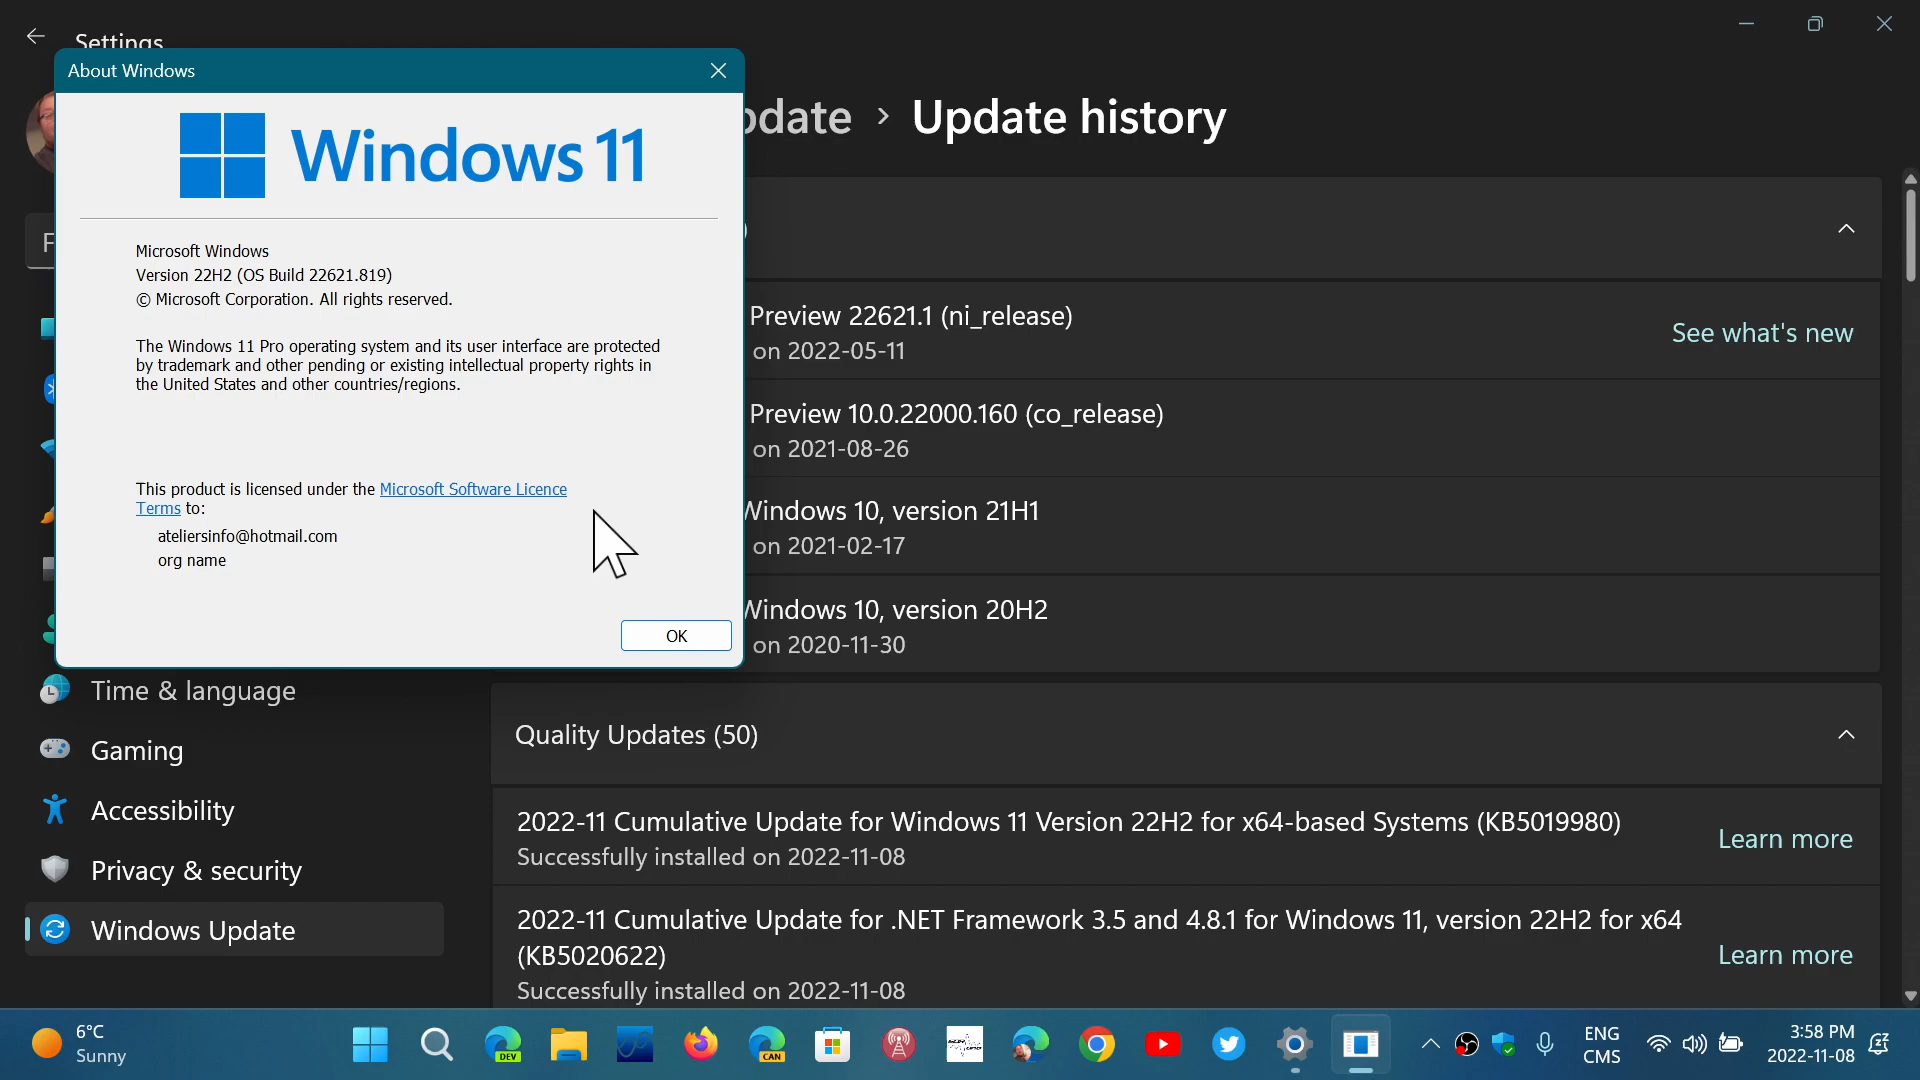 Settings
About Windows
Windows 11
Microsoft Windows
Version 22H2 (OS Build 22621.819)
© Microsoft Corporation. All rights reserved.
The Windows 11 Pro operating system and its user interface are protected
by trademark and other pending or existing intellectual property rights in
the United States and other countries/regions.
This product is licensed under the Microsoft Software Licence
Terms to:
ateliersinfo@hotmail.com
org name
OK
F
Time & language
Gaming
Accessibility
Privacy & security
Windows Update
pdate > Update history
)
Preview 22621.1 (ni_release)
on 2022-05-11
See what's new
Preview 10.0.22000.160 (co_release)
on 2021-08-26
Windows 10, version 21H1
on 2021-02-17
Windows 10, version 20H2
on 2020-11-30
Quality Updates (50)
2022-11 Cumulative Update for Windows 11 Version 22H2 for x64-based Systems (KB5019980)
Successfully installed on 2022-11-08
Learn more
2022-11 Cumulative Update for .NET Framework 3.5 and 4.8.1 for Windows 11, version 22H2 for x64
(KB5020622)
Successfully installed on 2022-11-08
Learn more
6°C
Sunny
DEV
CAN
ENG
CMS
3:58 PM
2022-11-08